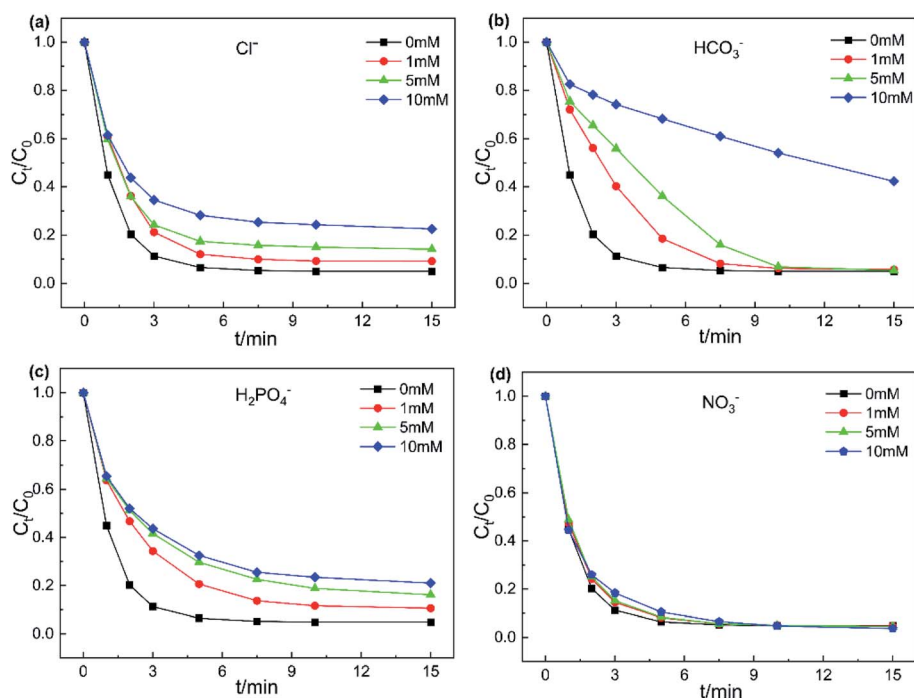 (a)
Cl⁻
0mM
1mM
5mM
10mM
1.0
0.8
0.6
0.4
0.2
0.0
Cₜ/C₀
0 3 6 9 12 15
t/min
(b)
HCO₃⁻
0mM
1mM
5mM
10mM
1.0
0.8
0.6
0.4
0.2
0.0
Cₜ/C₀
0 3 6 9 12 15
t/min
(c)
H₂PO₄⁻
0mM
1mM
5mM
10mM
1.0
0.8
0.6
0.4
0.2
0.0
Cₜ/C₀
0 3 6 9 12 15
t/min
(d)
NO₃⁻
0mM
1mM
5mM
10mM
1.0
0.8
0.6
0.4
0.2
0.0
Cₜ/C₀
0 3 6 9 12 15
t/min